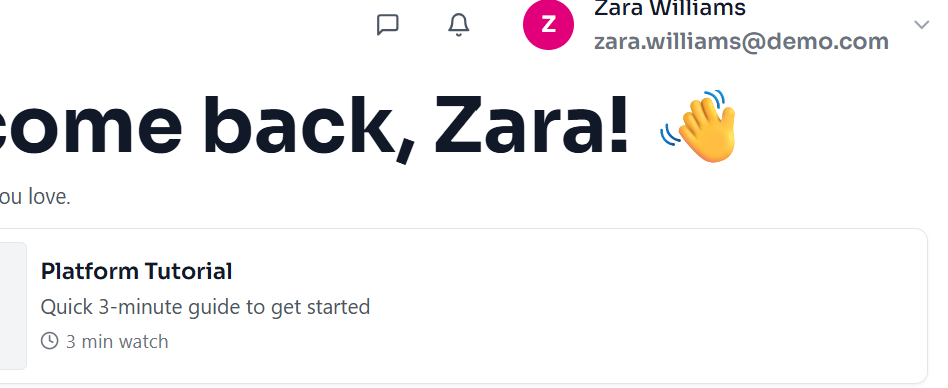 Z
Zara Williams
zara.williams@demo.com
come back, Zara! 👋
ou love.
Platform Tutorial
Quick 3-minute guide to get started
3 min watch